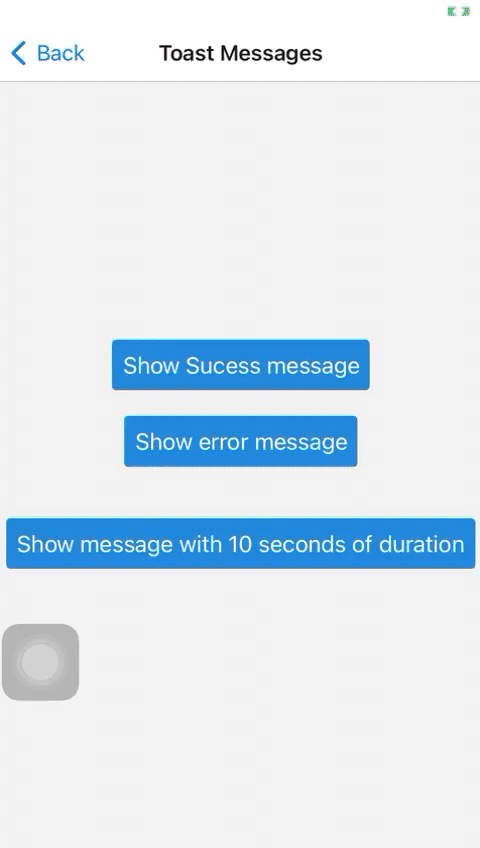 Back
Toast Messages
Show Sucess message
Show error message
Show message with 10 seconds of duration